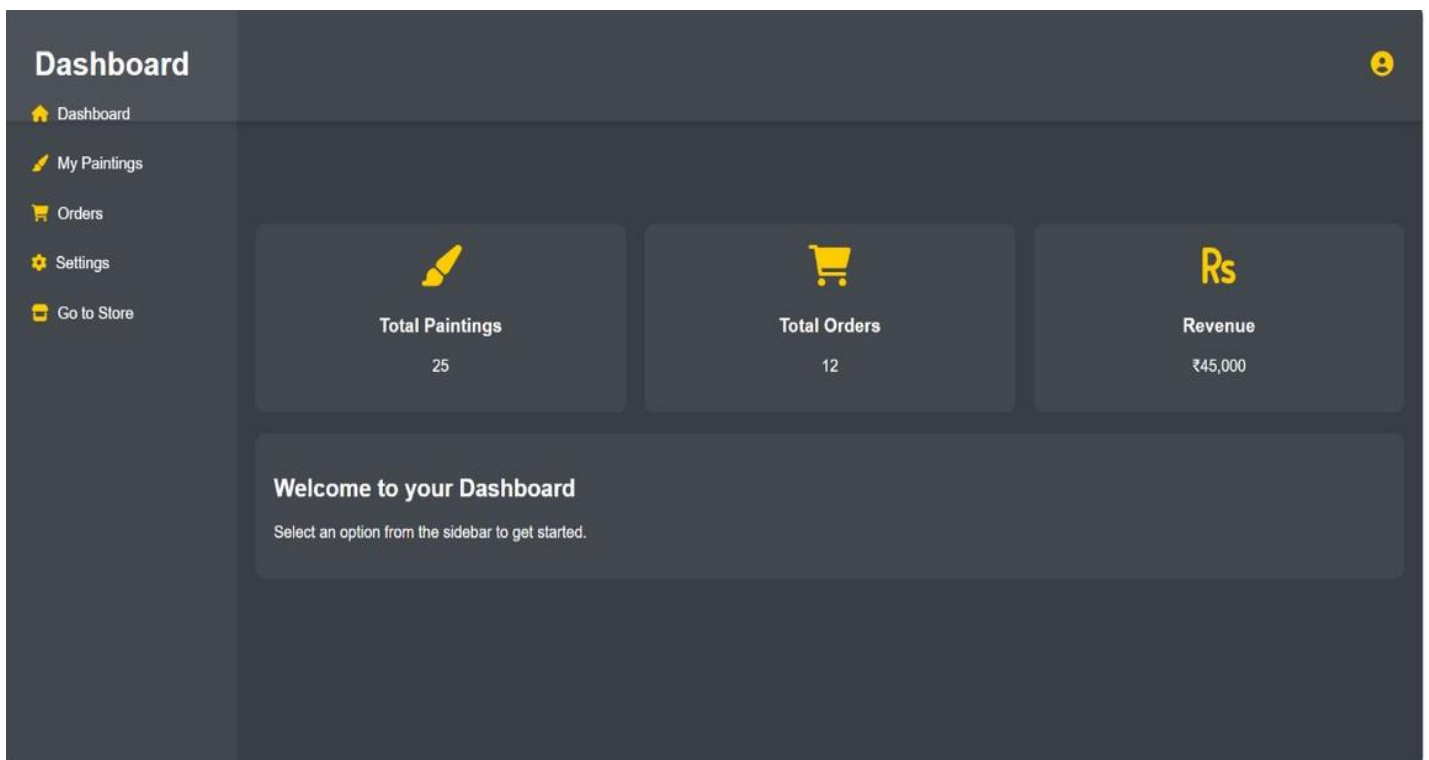 Dashboard
Dashboard
My Paintings
Orders
Settings
Go to Store
Rs
Total Paintings
Total Orders
Revenue
25
12
₹45,000
Welcome to your Dashboard
Select an option from the sidebar to get started.